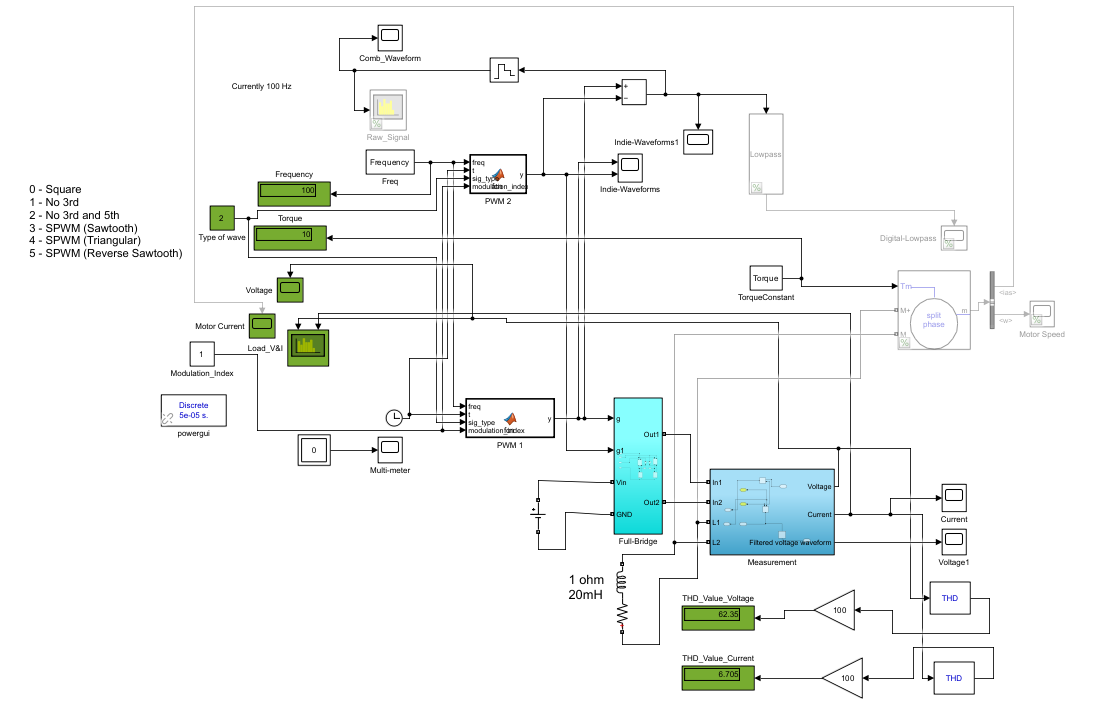 Comb_Waveform
Currently 100 Hz
Raw_Signal
+
−
Indie-Waveforms1
Lowpass
Frequency
Freq
freq
t
sig_type
y
PWM 2
Indie-Waveforms
Frequency
100
0 - Square
1 - No 3rd
2 - No 3rd and 5th
3 - SPWM (Sawtooth)
4 - SPWM (Triangular)
5 - SPWM (Reverse Sawtooth)
2
Type of wave
Torque
10
Digital-Lowpass
Torque
TorqueConstant
Tm
M+
M-
m
split
phase
<ias>
<w>
Motor Speed
Voltage
Motor Current
Load_V&I
1
Modulation_Index
Discrete
5e-05 s.
powergui
freq
t
sig_type
y
PWM 1
0
Multi-meter
g
g1
Vin
GND
Out1
Out2
Full-Bridge
In1
In2
L1
L2
Voltage
Current
Filtered voltage waveform
Measurement
Current
Voltage1
+
1 ohm
20mH
THD_Value_Voltage
62.35
100
THD
THD_Value_Current
6.705
100
THD